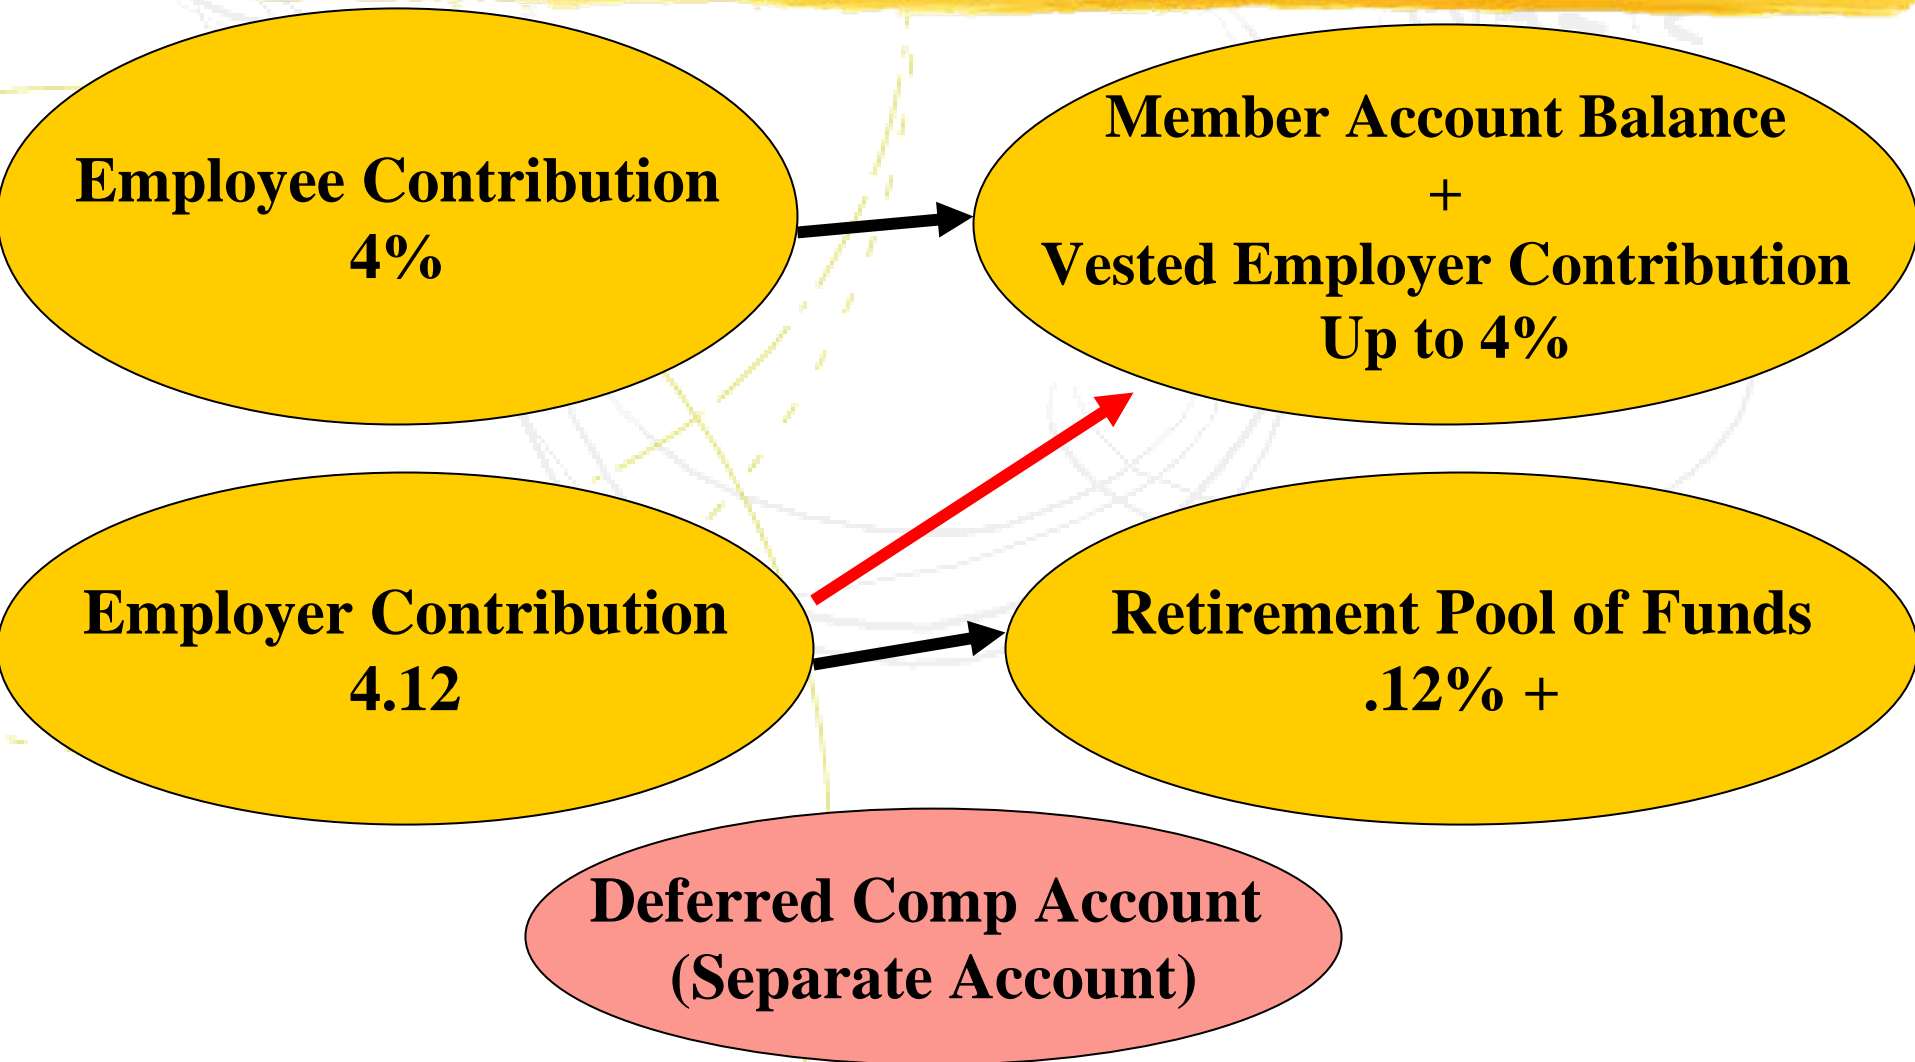 Employee Contribution
4%
Member Account Balance
+
Vested Employer Contribution
Up to 4%
Employer Contribution
4.12
Retirement Pool of Funds
.12% +
Deferred Comp Account
(Separate Account)